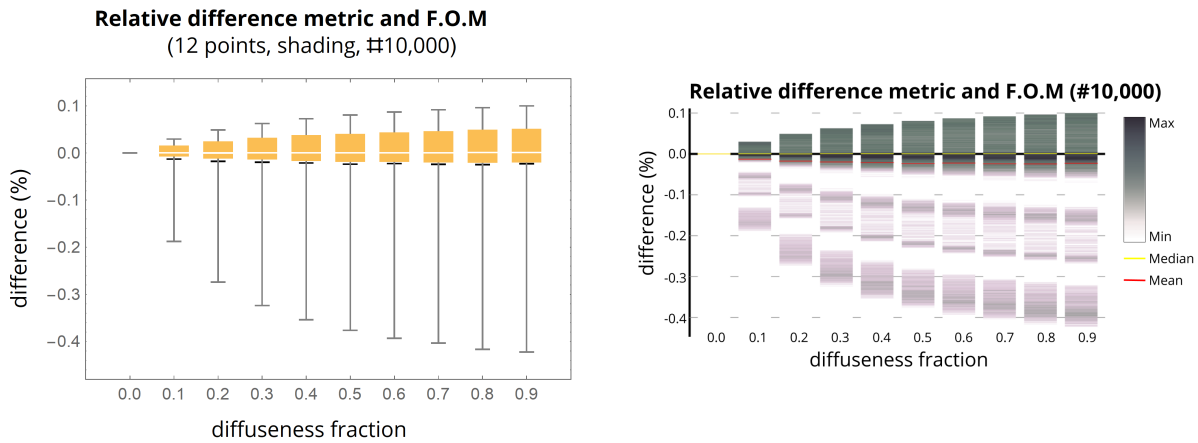 Relative difference metric and F.O.M
(12 points, shading, #10,000)
0.1
0.0
−0.1
−0.2
−0.3
−0.4
difference (%)
0.0 0.1 0.2 0.3 0.4 0.5 0.6 0.7 0.8 0.9
diffuseness fraction
Relative difference metric and F.O.M (#10,000)
0.1
0.0
-0.1
-0.2
-0.3
-0.4
difference (%)
0.0 0.1 0.2 0.3 0.4 0.5 0.6 0.7 0.8 0.9
diffuseness fraction
Max
Min
Median
Mean